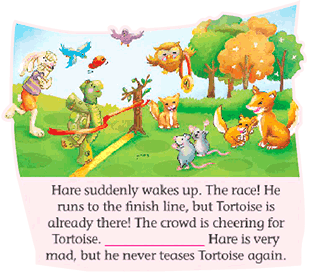 Hare suddenly wakes up. The race! He
runs to the finish line, but Tortoise is
already there! The crowd is cheering for
Tortoise. ________________ Hare is very
mad, but he never teases Tortoise again.